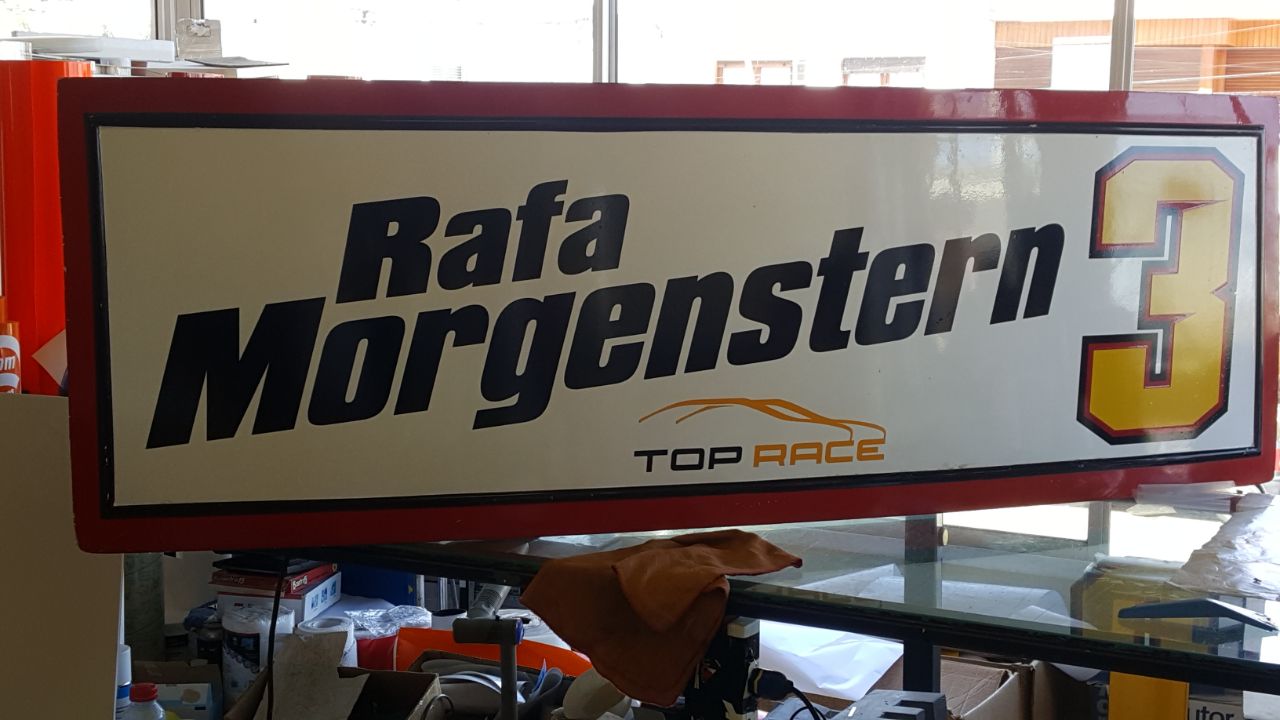 Rafa
Morgenstern
3
TOP RACE